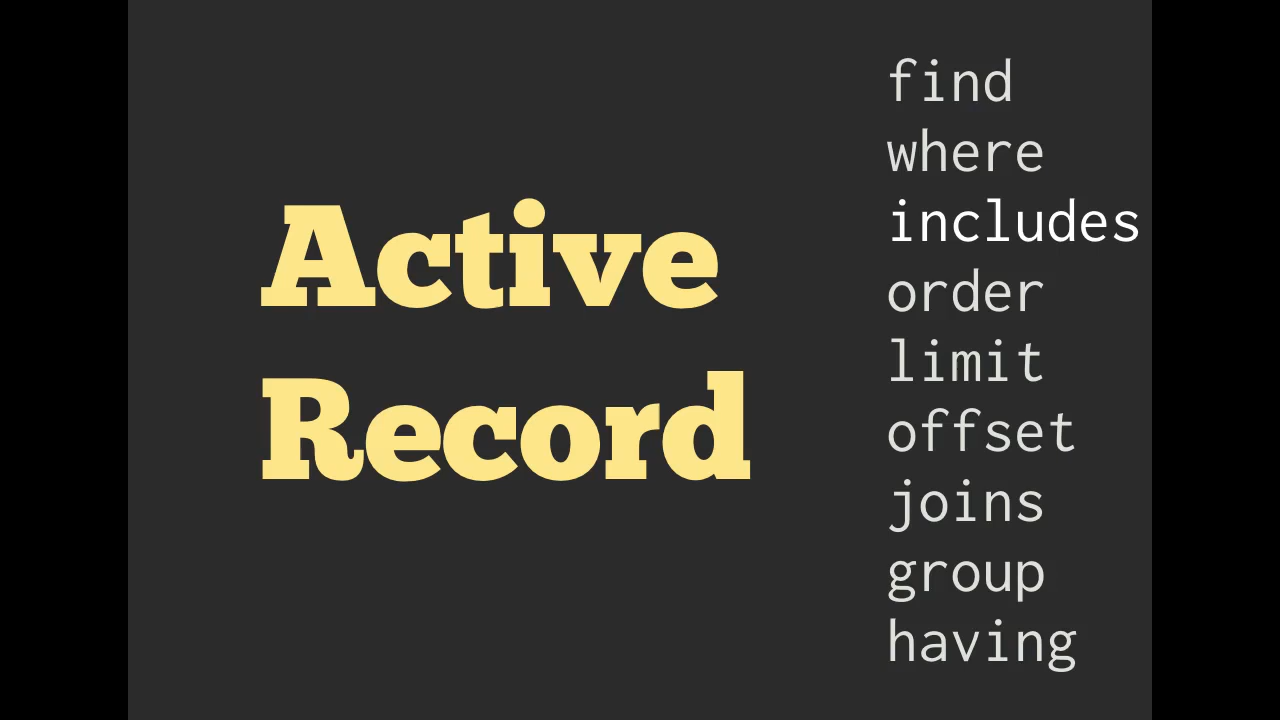 Active
Record
find
where
includes
order
limit
offset
joins
group
having